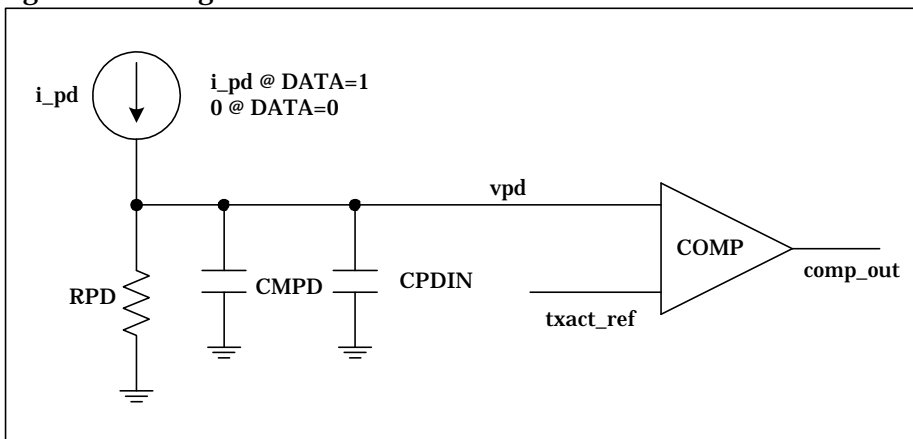 i_pd
i_pd @ DATA=1
0 @ DATA=0
vpd
COMP
comp_out
RPD
CMPD
CPDIN
txact_ref